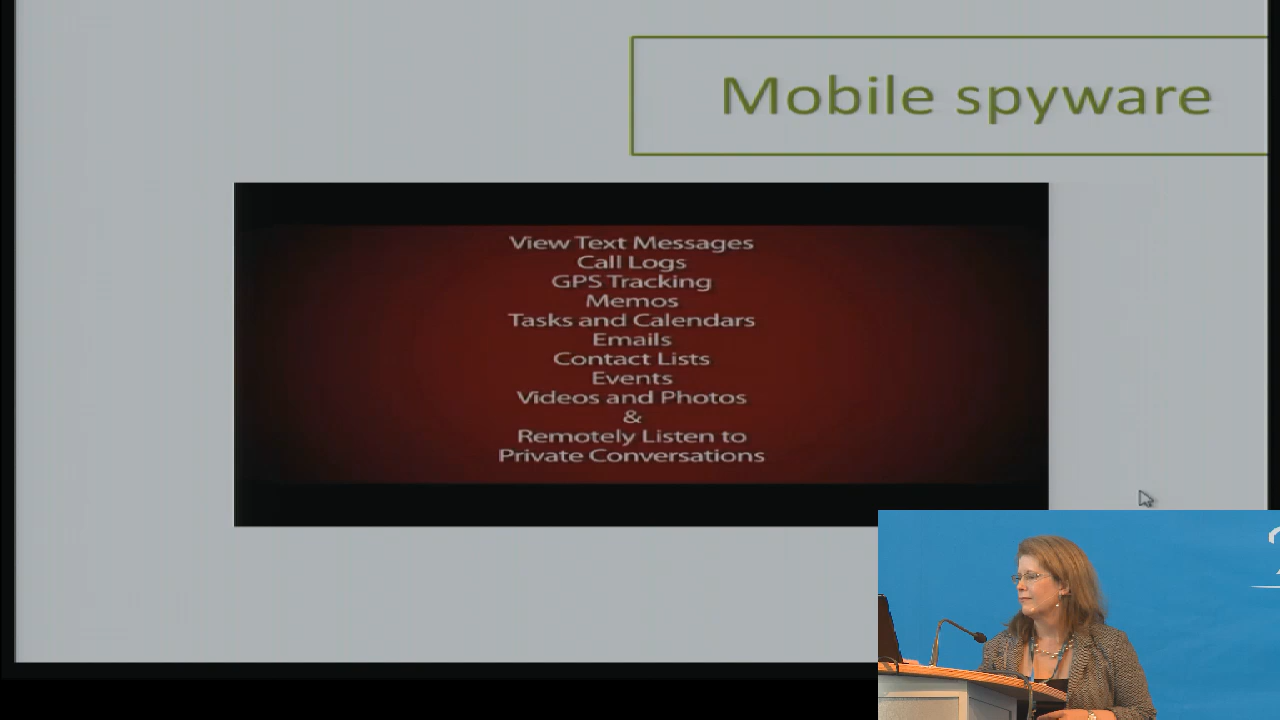 Mobile spyware
View Text Messages
Call Logs
GPS Tracking
Memos
Tasks and Calendars
Emails
Contact Lists
Events
Videos and Photos
&
Remotely Listen to
Private Conversations